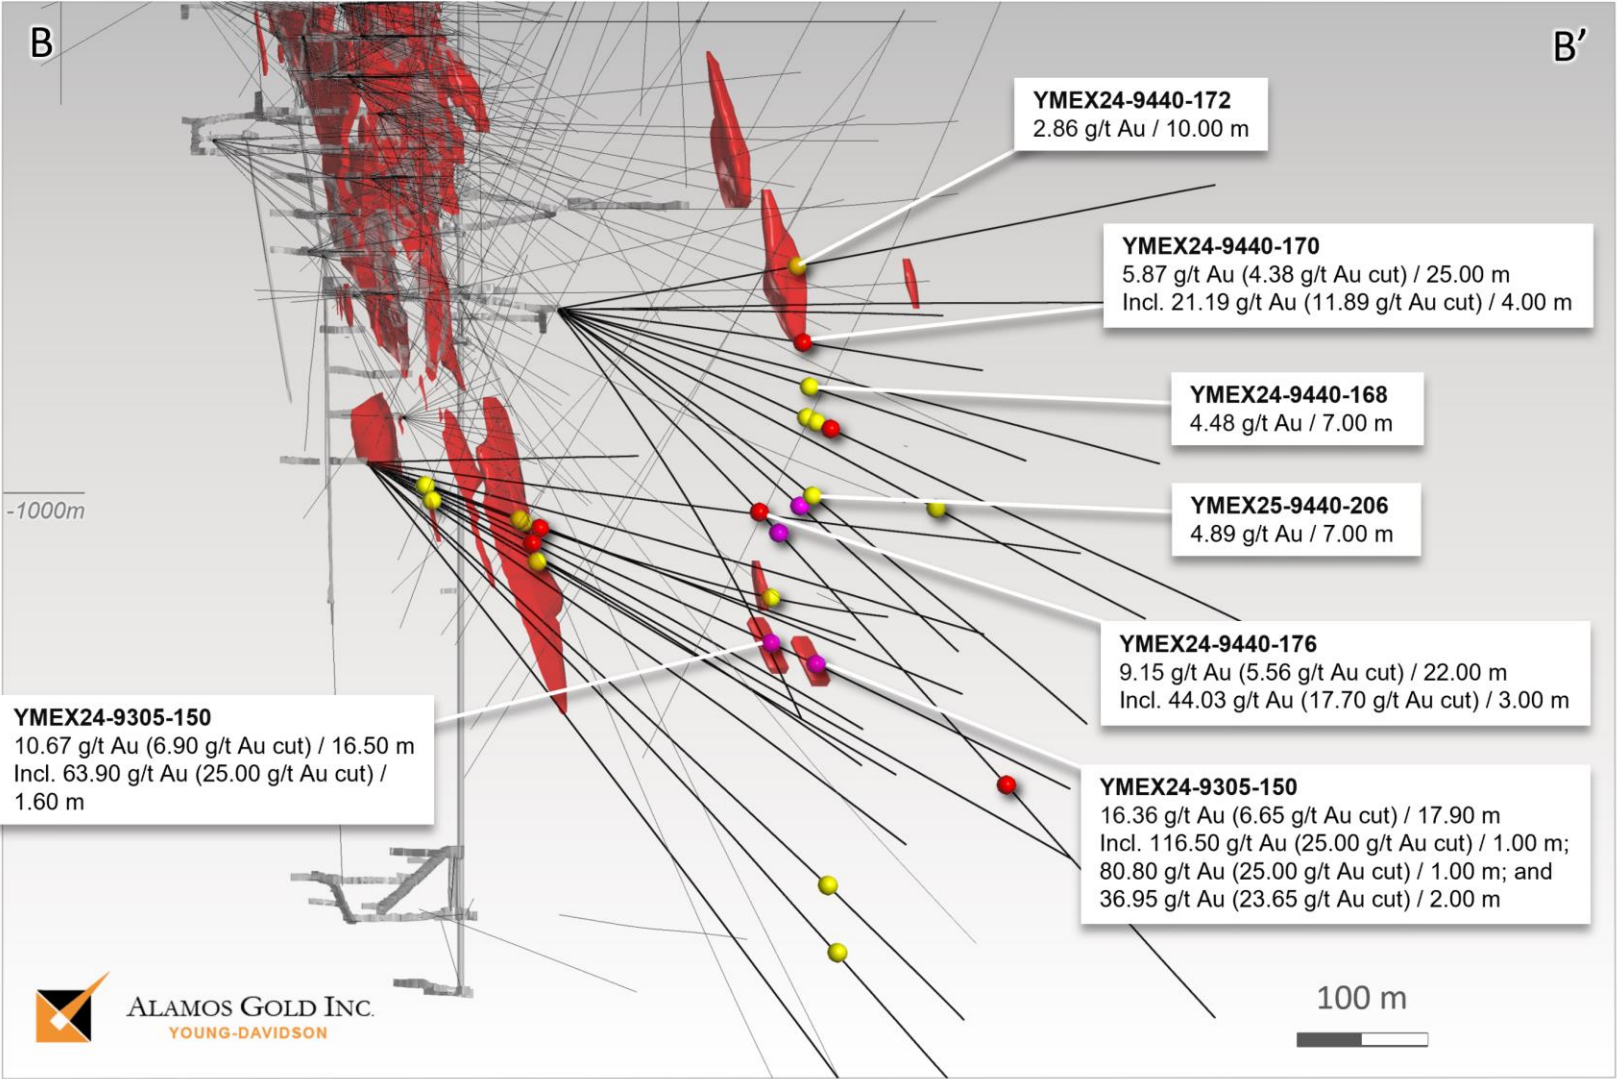 B
B’
YMEX24-9440-172
2.86 g/t Au / 10.00 m
YMEX24-9440-170
5.87 g/t Au (4.38 g/t Au cut) / 25.00 m
Incl. 21.19 g/t Au (11.89 g/t Au cut) / 4.00 m
YMEX24-9440-168
4.48 g/t Au / 7.00 m
YMEX25-9440-206
4.89 g/t Au / 7.00 m
-1000m
YMEX24-9440-176
9.15 g/t Au (5.56 g/t Au cut) / 22.00 m
Incl. 44.03 g/t Au (17.70 g/t Au cut) / 3.00 m
YMEX24-9305-150
10.67 g/t Au (6.90 g/t Au cut) / 16.50 m
Incl. 63.90 g/t Au (25.00 g/t Au cut) /
1.60 m
YMEX24-9305-150
16.36 g/t Au (6.65 g/t Au cut) / 17.90 m
Incl. 116.50 g/t Au (25.00 g/t Au cut) / 1.00 m;
80.80 g/t Au (25.00 g/t Au cut) / 1.00 m; and
36.95 g/t Au (23.65 g/t Au cut) / 2.00 m
ALAMOS GOLD INC.
YOUNG-DAVIDSON
100 m